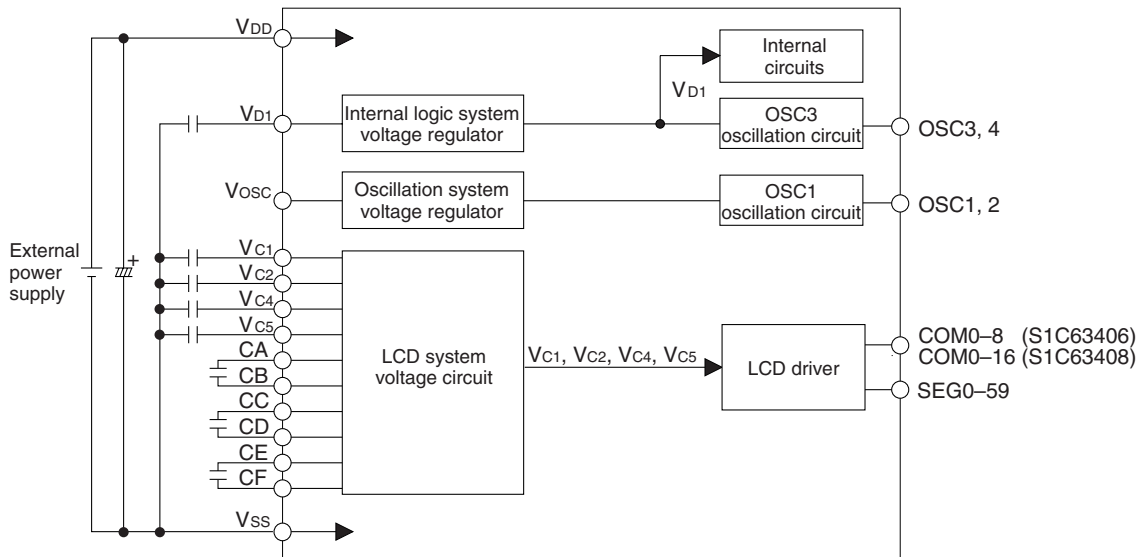 VDD
Internal
circuits
VD1
VD1
Internal logic system
voltage regulator
OSC3
oscillation circuit
OSC3, 4
VOSC
Oscillation system
voltage regulator
OSC1
oscillation circuit
OSC1, 2
External
power
supply
+
VC1
VC2
VC4
VC5
CA
CB
CC
CD
CE
CF
LCD system
voltage circuit
VC1, VC2, VC4, VC5
LCD driver
COM0–8 (S1C63406)
COM0–16 (S1C63408)
SEG0–59
VSS